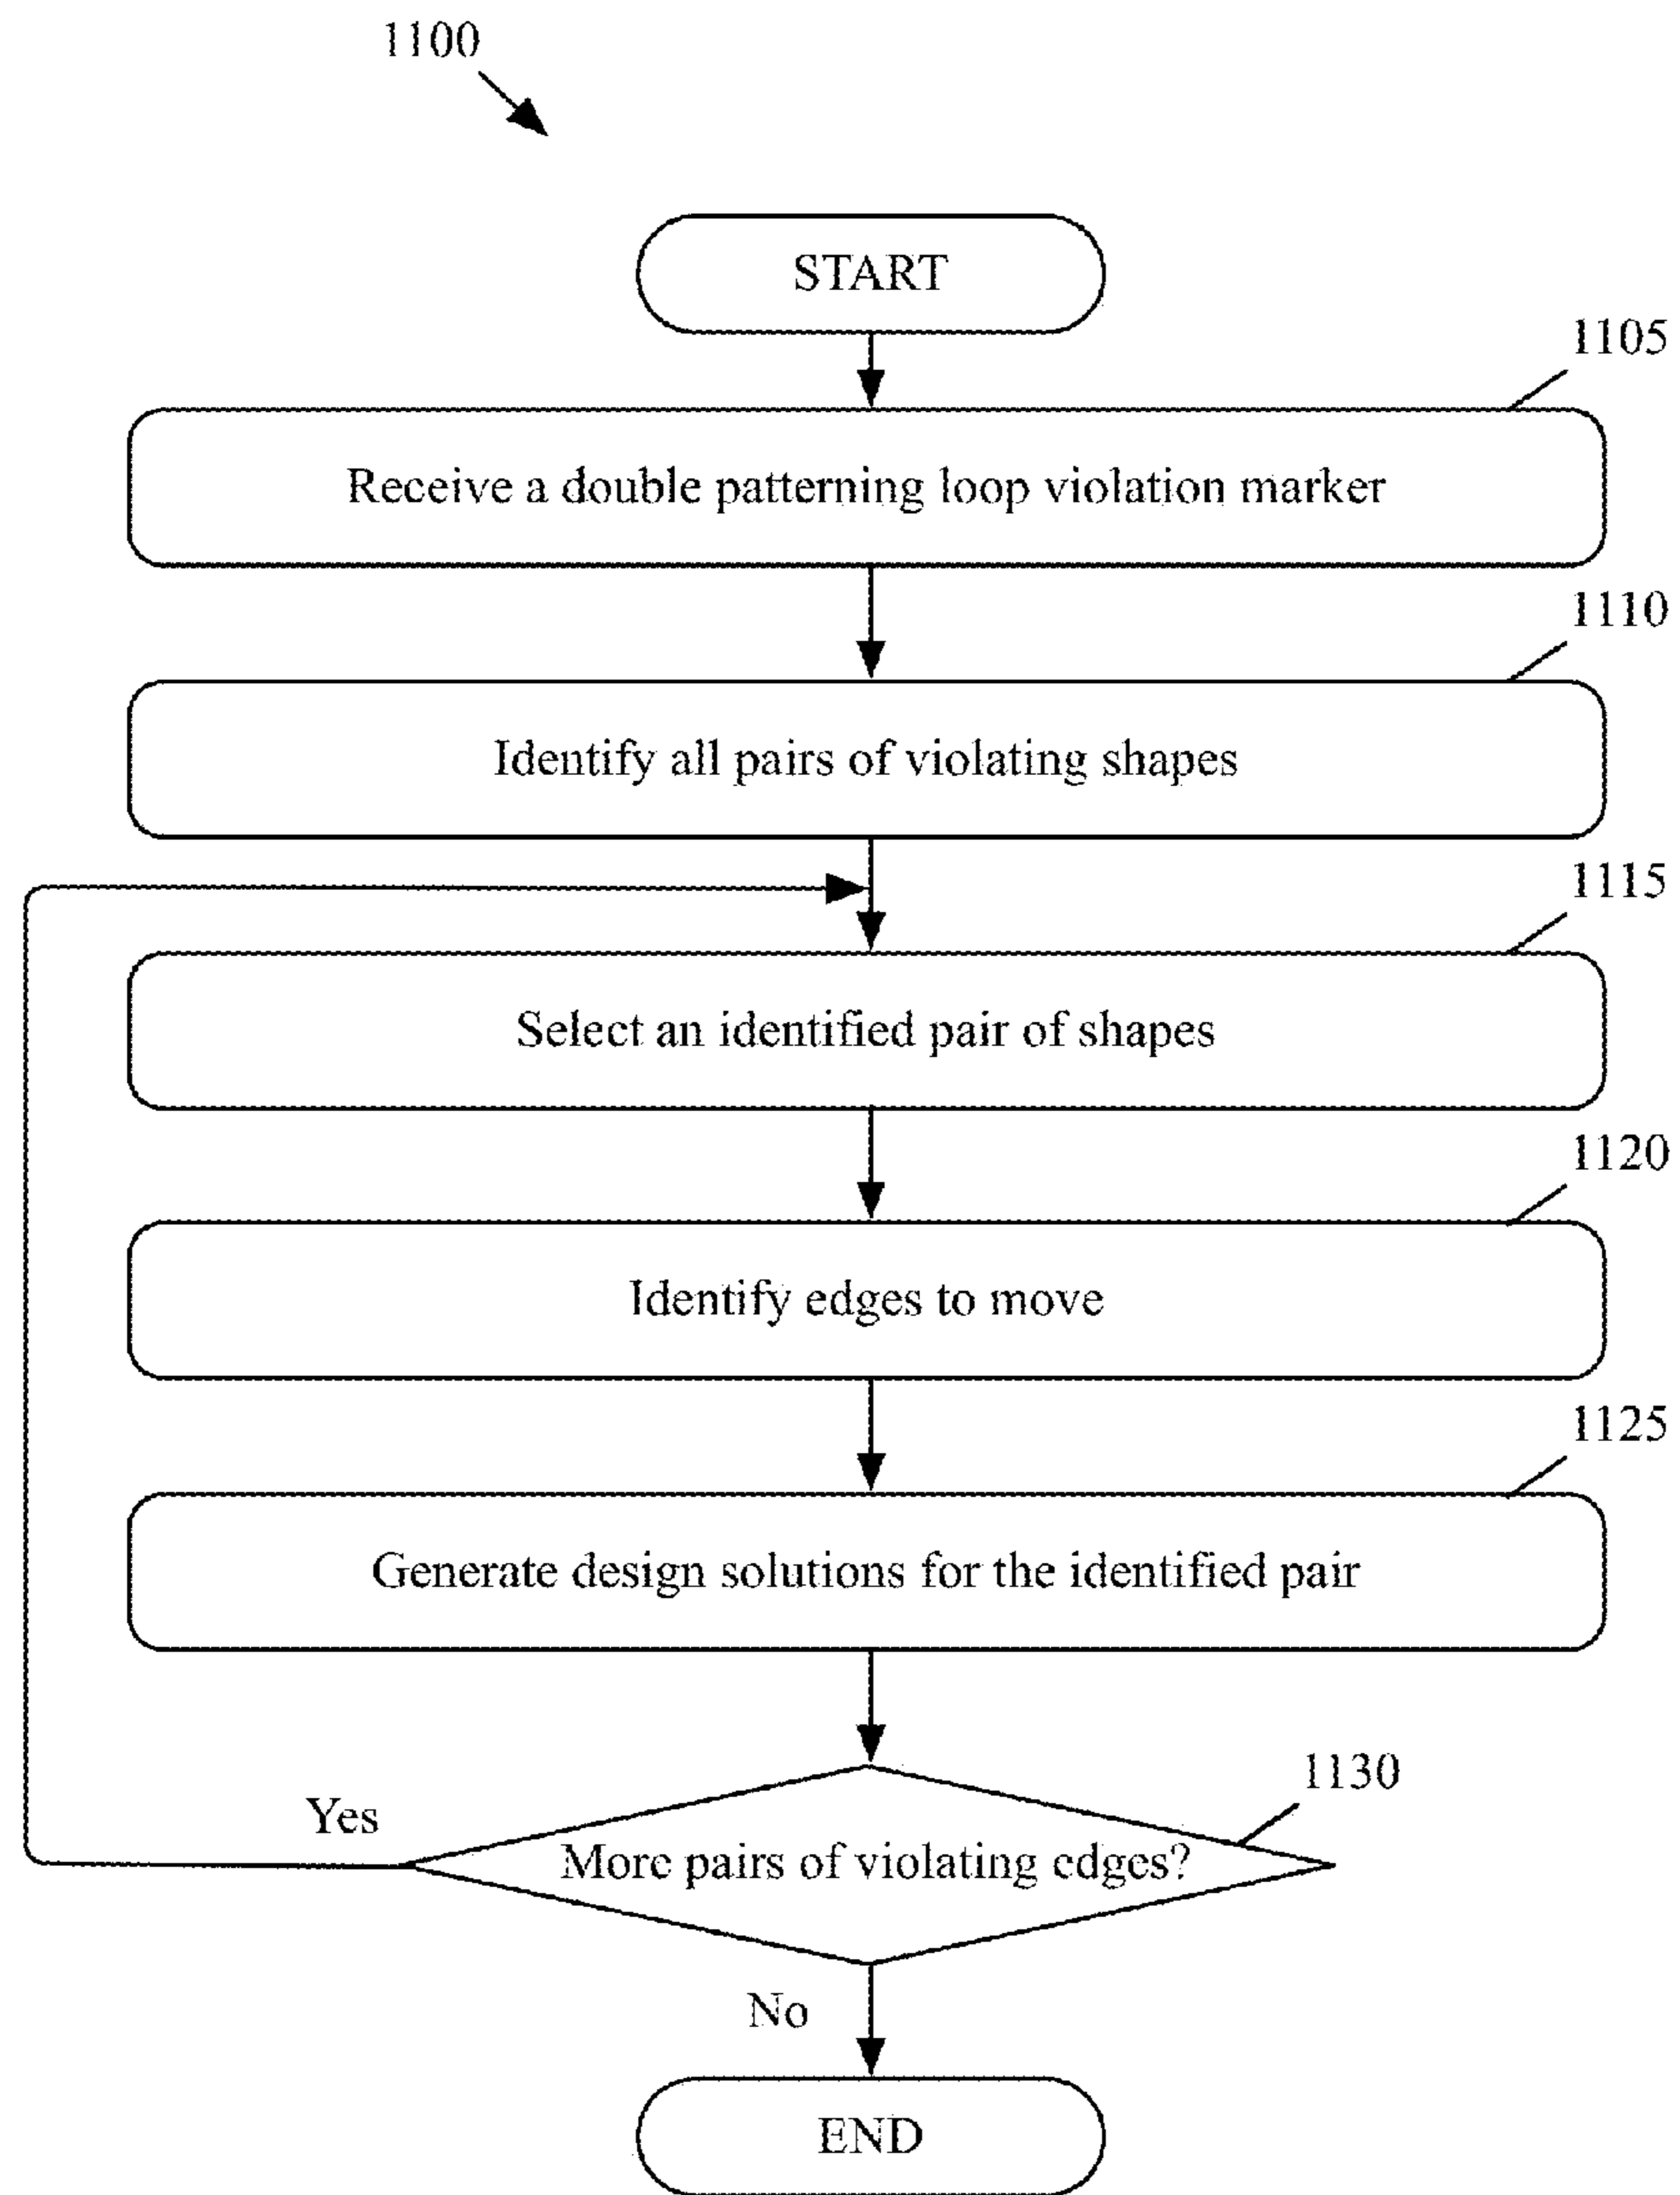 1100
START
1105
Receive a double patterning loop violation marker
1110
Identify all pairs of violating shapes
1115
Select an identified pair of shapes
1120
Identify edges to move
1125
Generate design solutions for the identified pair
1130
Yes
More pairs of violating edges?
No
END